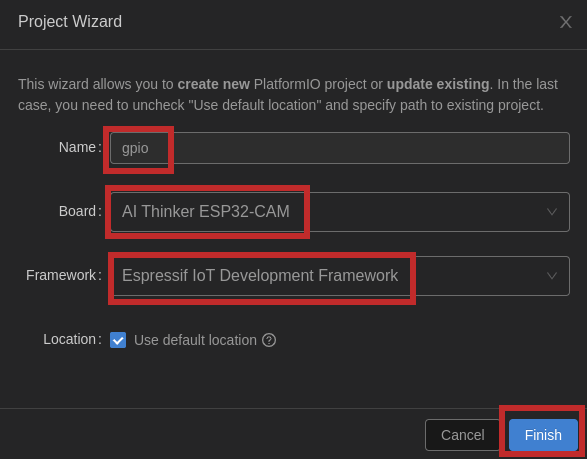 Project Wizard
This wizard allows you to create new PlatformIO project or update existing. In the last
case, you need to uncheck "Use default location" and specify path to existing project.
Name: gpio
Board: AI Thinker ESP32-CAM
Framework: Espressif IoT Development Framework
Location: Use default location
Cancel Finish